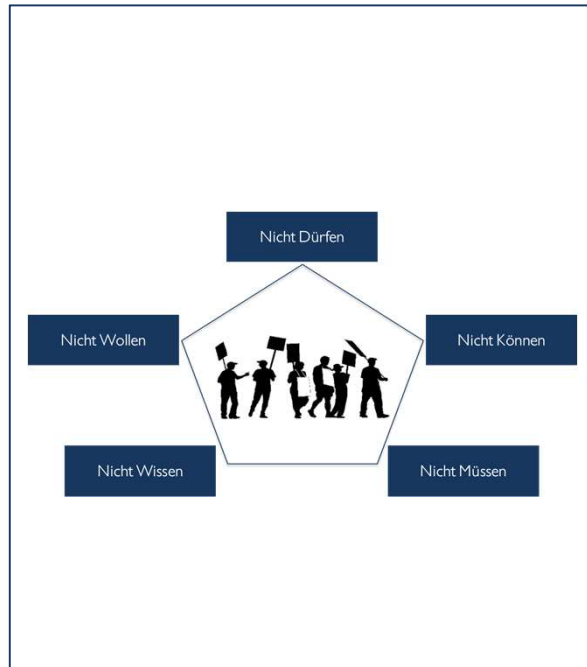 Nicht Dürfen
Nicht Wollen
Nicht Können
Nicht Wissen
Nicht Müssen